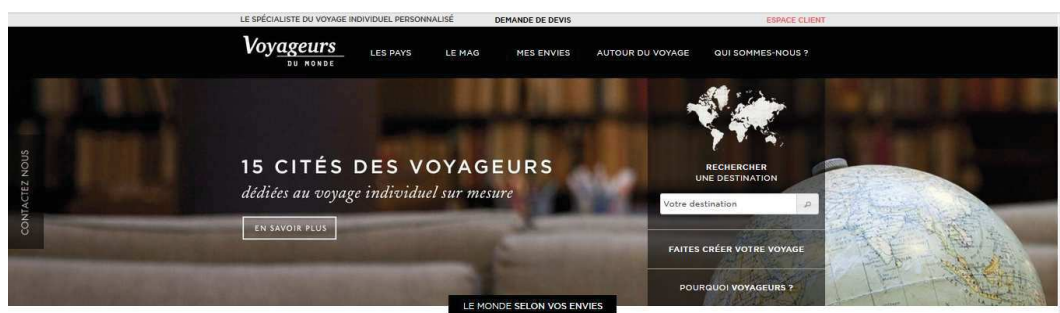 LE SPÉCIALISTE DU VOYAGE INDIVIDUEL PERSONNALISÉ
DEMANDE DE DEVIS
ESPACE CLIENT
Voyageurs
DU MONDE
LES PAYS
LE MAG
MES ENVIES
AUTOUR DU VOYAGE
QUI SOMMES-NOUS ?
CONTACTEZ NOUS
15 CITÉS DES VOYAGEURS
dédiées au voyage individuel sur mesure
EN SAVOIR PLUS
RECHERCHER
UNE DESTINATION
Votre destination
FAITES CRÉER VOTRE VOYAGE
POURQUOI VOYAGEURS ?
LE MONDE SELON VOS ENVIES